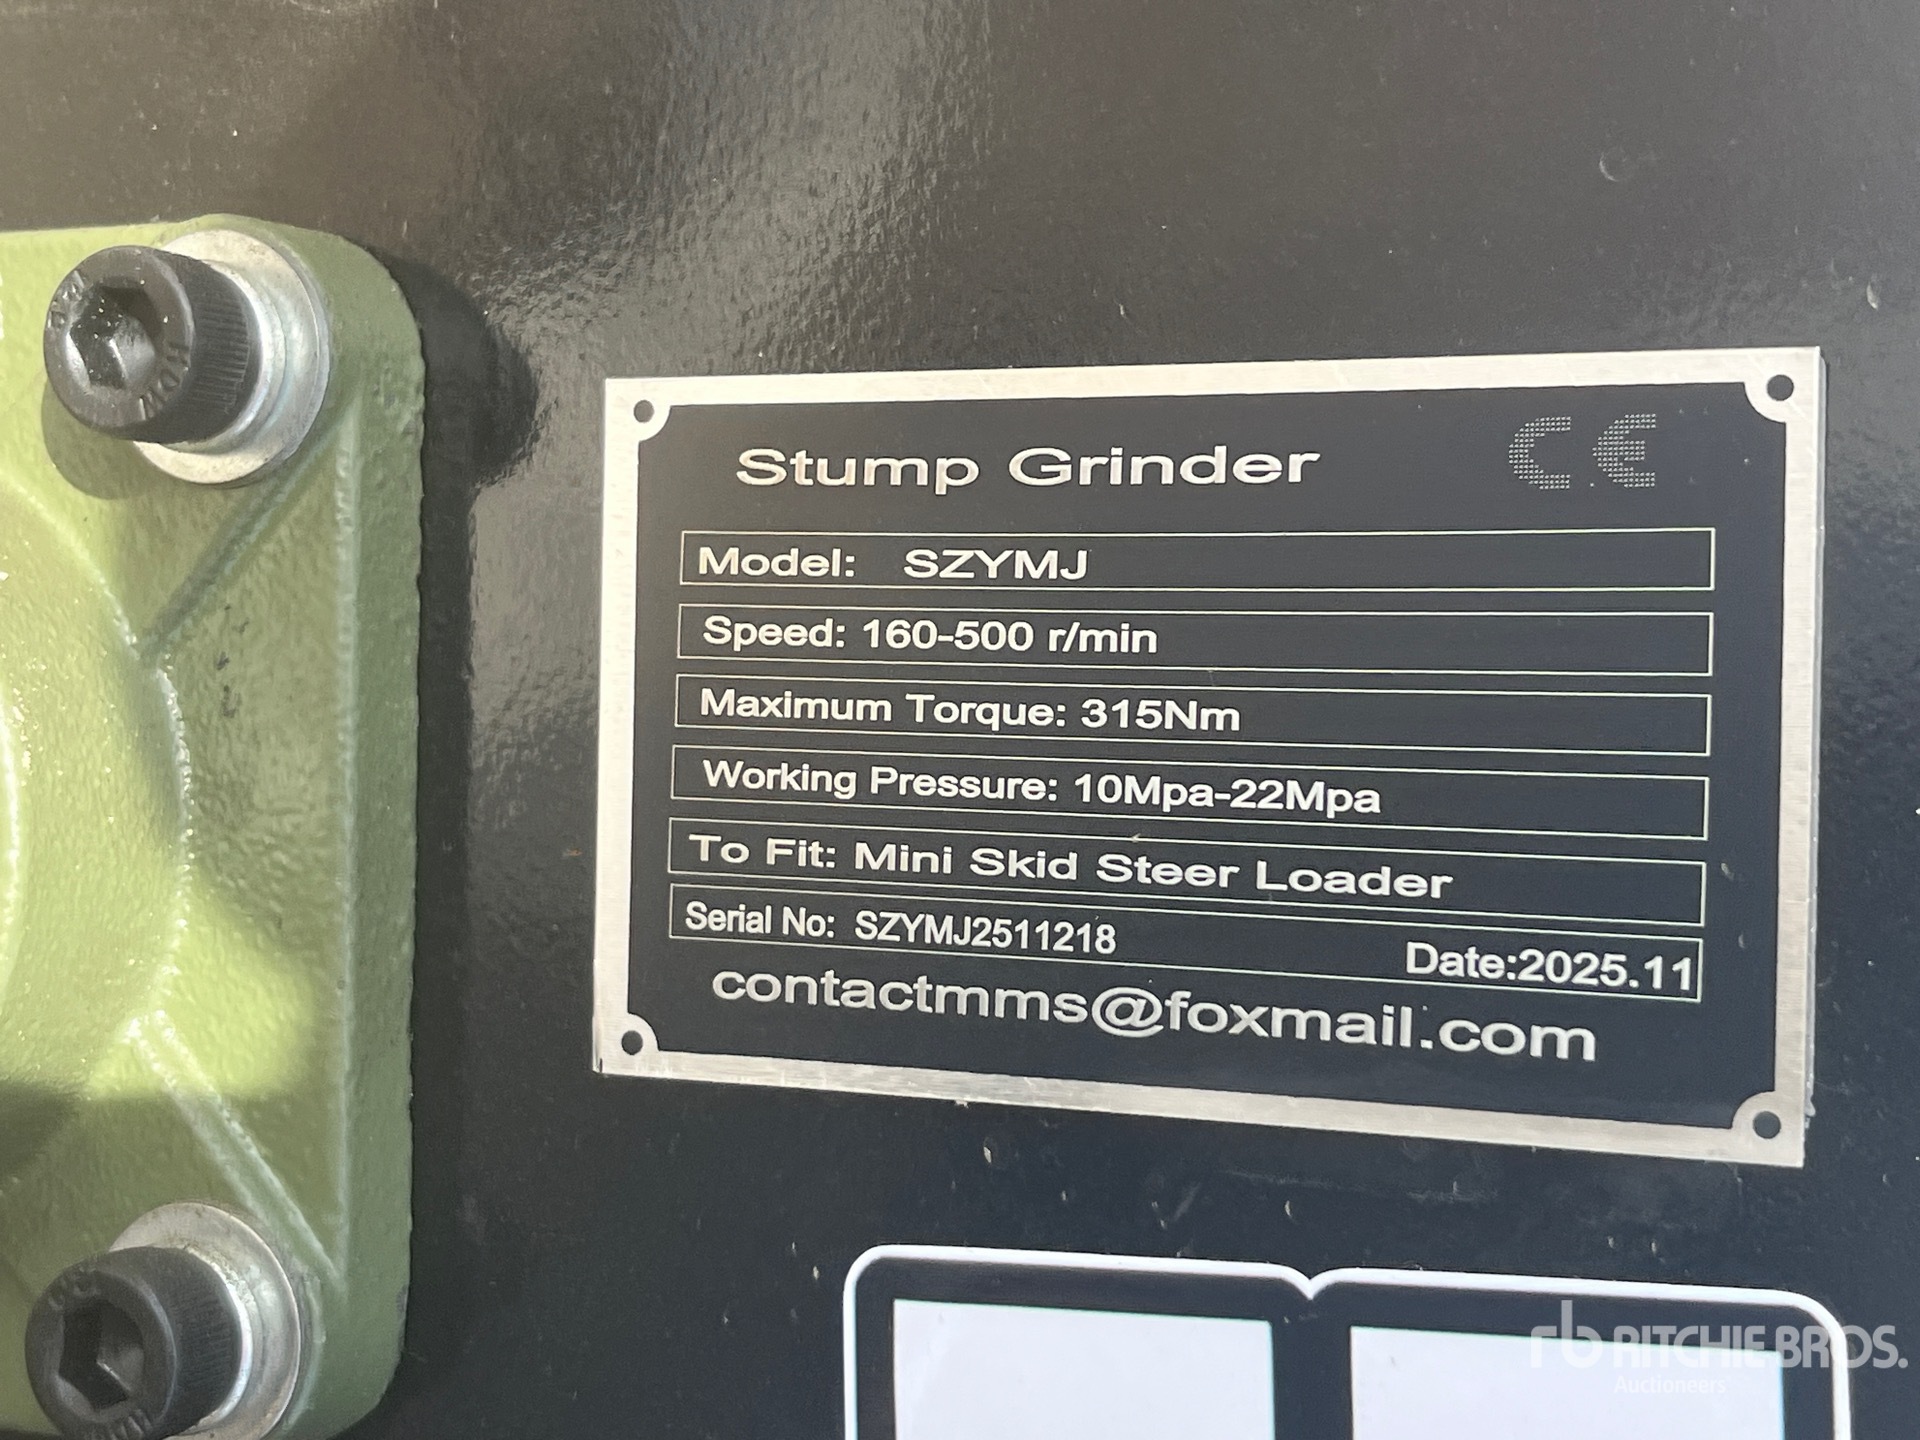 Stump Grinder CE
Model: SZYMJ
Speed: 160-500 r/min
Maximum Torque: 315Nm
Working Pressure: 10Mpa-22Mpa
To Fit: Mini Skid Steer Loader
Serial No: SZYMJ2511218 Date:2025.11
contactmms@foxmail.com
rb RITCHIE BROS.
Auctioneers